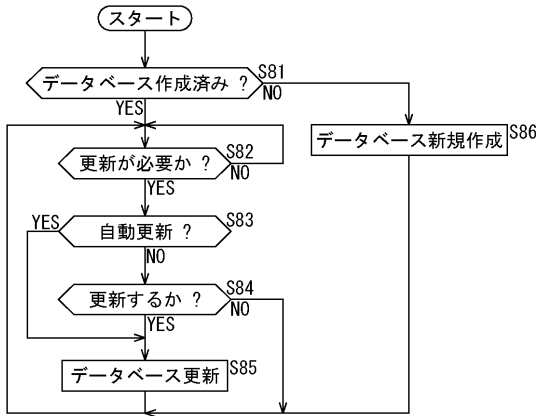 スタート
データベース作成済み ?
S81
NO
YES
データベース新規作成
S86
更新が必要か ?
S82
NO
YES
自動更新 ?
S83
YES
NO
更新するか ?
S84
NO
YES
データベース更新
S85